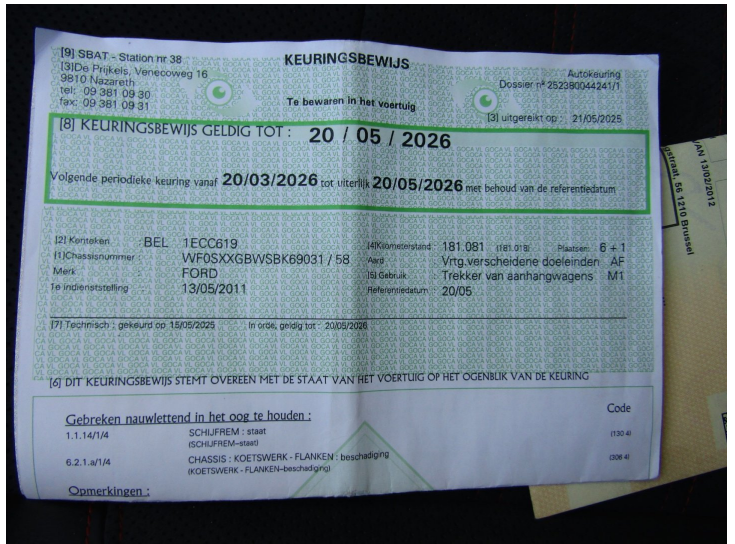 [9] SBAT - Station nr 38
[3]De Prijkels, Venecoweg 16
9810 Nazareth
tel: 09 381 09 30
fax: 09 381 09 31
KEURINGSBEWIJS
Te bewaren in het voertuig
Autokeuring
Dossier nº 252380044241/1
[3] uitgereikt op : 21/05/2025
[8] KEURINGSBEWIJS GELDIG TOT : 20 / 05 / 2026
Volgende periodieke keuring vanaf 20/03/2026 tot uiterlijk 20/05/2026 met behoud van de referentiedatum
[2] Kenteken : BEL 1ECC619
[1]Chassisnummer : WF0SXXGBWSBK69031 / 58
Merk : FORD
1e indienststelling : 13/05/2011
[4]Kilometerstand : 181.081 (181.018) Plaatsen: 6 + 1
Aard : Vrtg.verscheidene doeleinden AF
[5] Gebruik : Trekker van aanhangwagens M1
Referentiedatum : 20/05
[7] Technisch : gekeurd op 15/05/2025 In orde, geldig tot : 20/05/2026
[6] DIT KEURINGSBEWIJS STEMT OVEREEN MET DE STAAT VAN HET VOERTUIG OP HET OGENBLIK VAN DE KEURING
Gebreken nauwlettend in het oog te houden : Code
1.1.14/1/4 SCHIJFREM : staat (130 4)
(SCHIJFREM-staat)
6.2.1.a/1/4 CHASSIS : KOETSWERK - FLANKEN : beschadiging (306 4)
(KOETSWERK - FLANKEN-beschadiging)
Opmerkingen :
VAN 13/02/2012
56 1210 Brussel